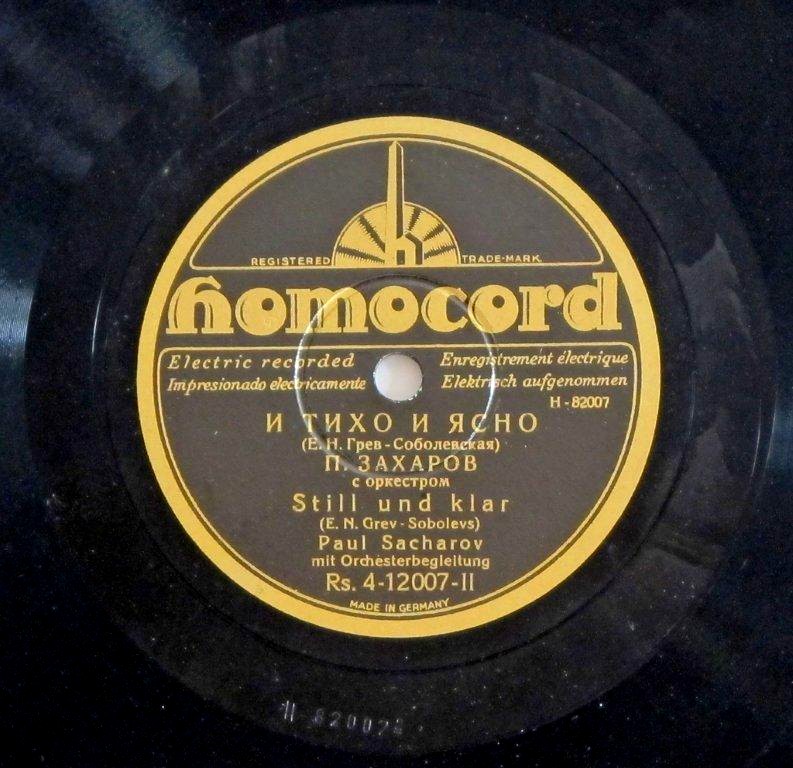 REGISTERED TRADE-MARK
homocord
Electric recorded Enregistrement électrique
Impresionado electricamente Elektrisch aufgenommen
H-82007
И ТИХО И ЯСНО
(Е. Н. Грев-Соболевская)
П. ЗАХАРОВ
с оркестром
Still und klar
(E. N. Grev-Sobolevs)
Paul Sacharov
mit Orchesterbegleitung
Rs. 4-12007-II
MADE IN GERMANY